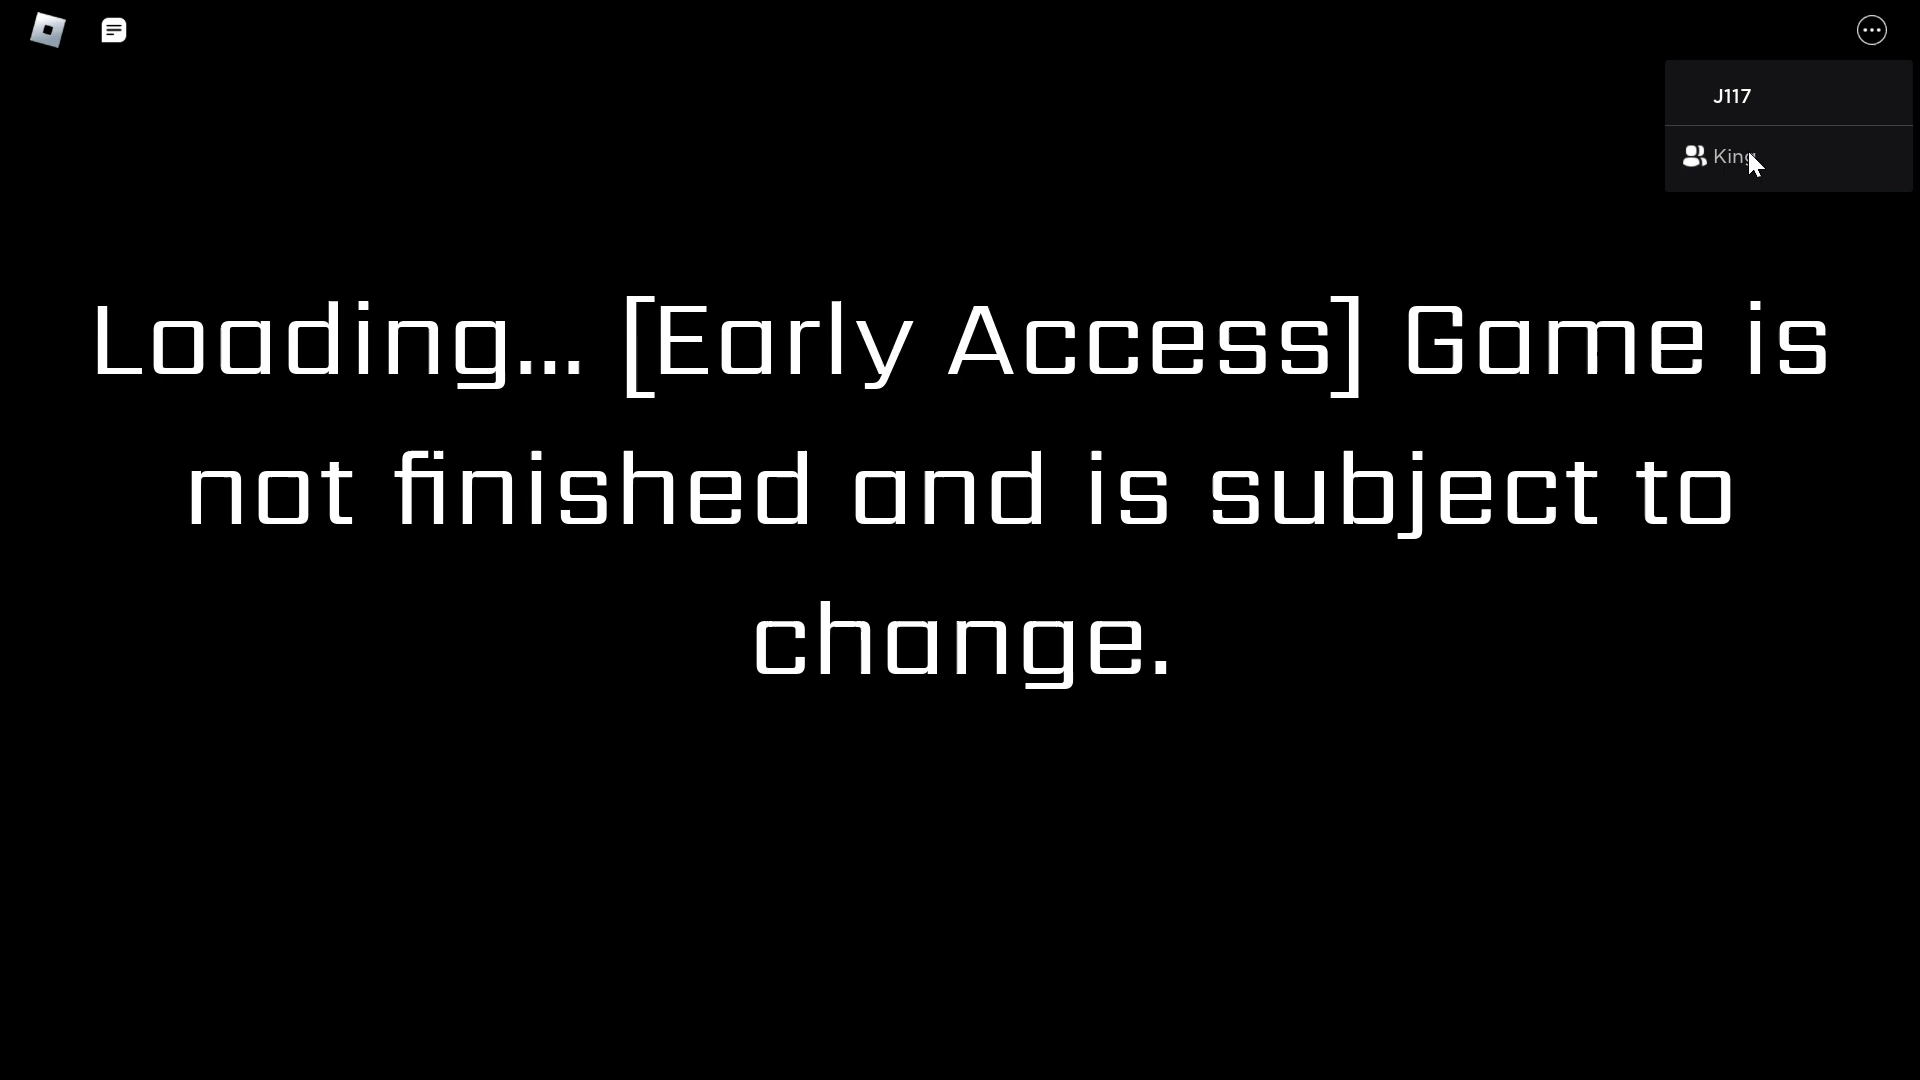 J117
King
Loading... [Early Access] Game is
not finished and is subject to
change.